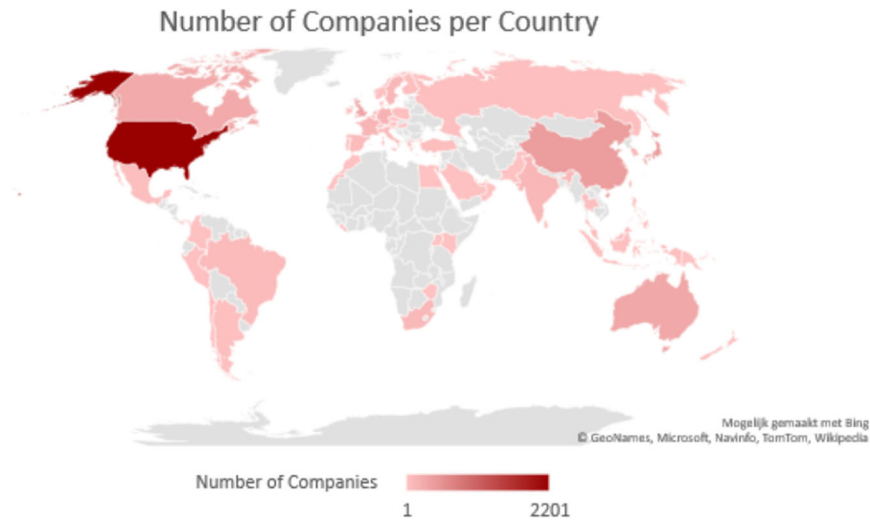 Number of Companies per Country
Mogelijk gemaakt met Bing
© GeoNames, Microsoft, Navinfo, TomTom, Wikipedia
Number of Companies
1
2201